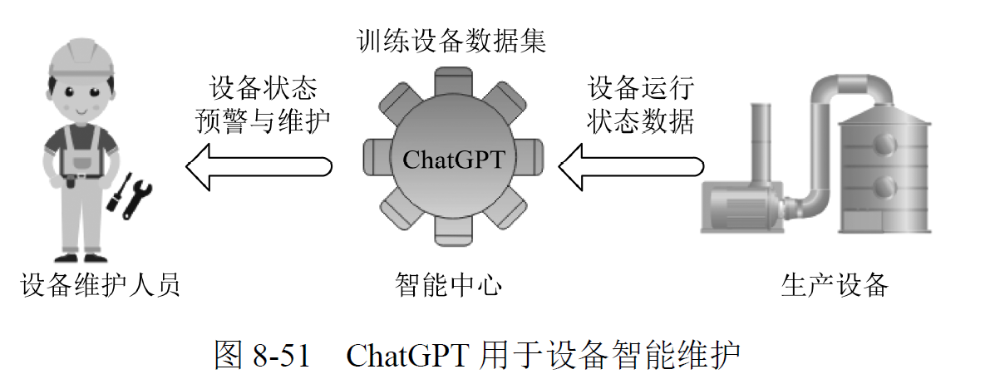 训练设备数据集
设备状态
预警与维护
设备运行
状态数据
ChatGPT
设备维护人员
智能中心
生产设备
图 8-51 ChatGPT 用于设备智能维护